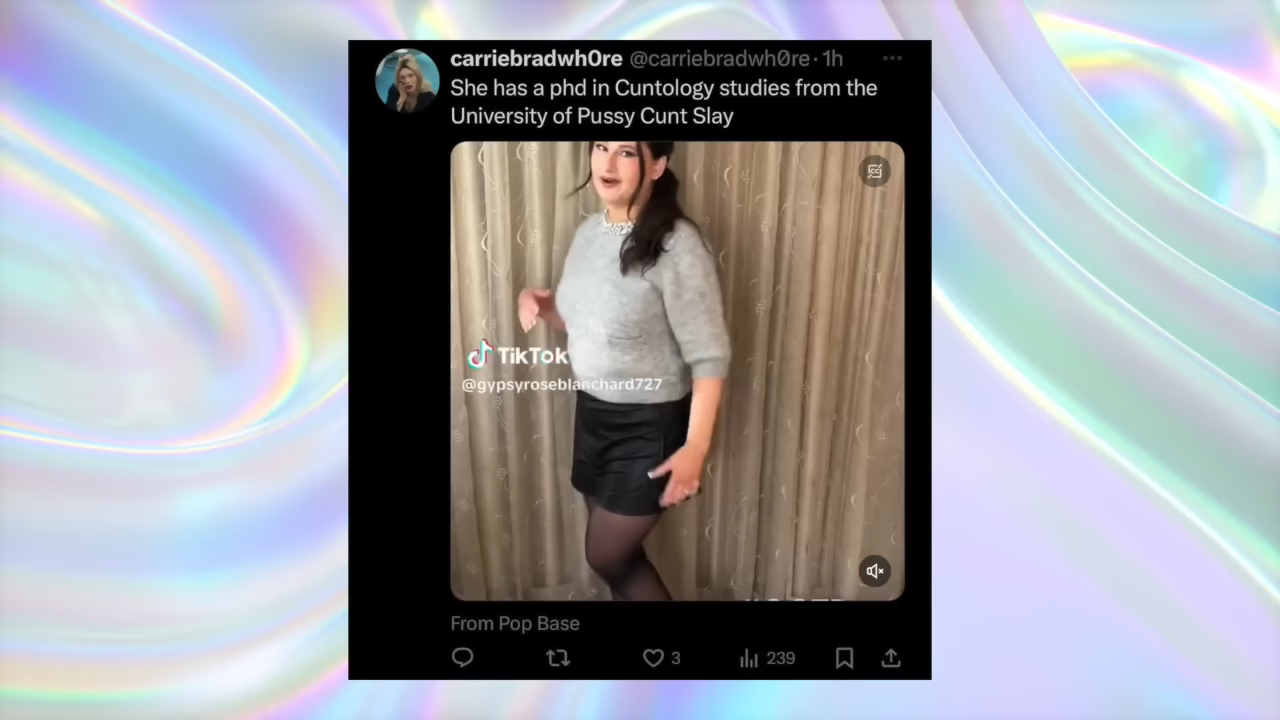 carriebradwh0re @carriebradwh0re · 1h
She has a phd in Cuntology studies from the
University of Pussy Cunt Slay
CC
TikTok
@gypsyroseblanchard727
From Pop Base
3
239